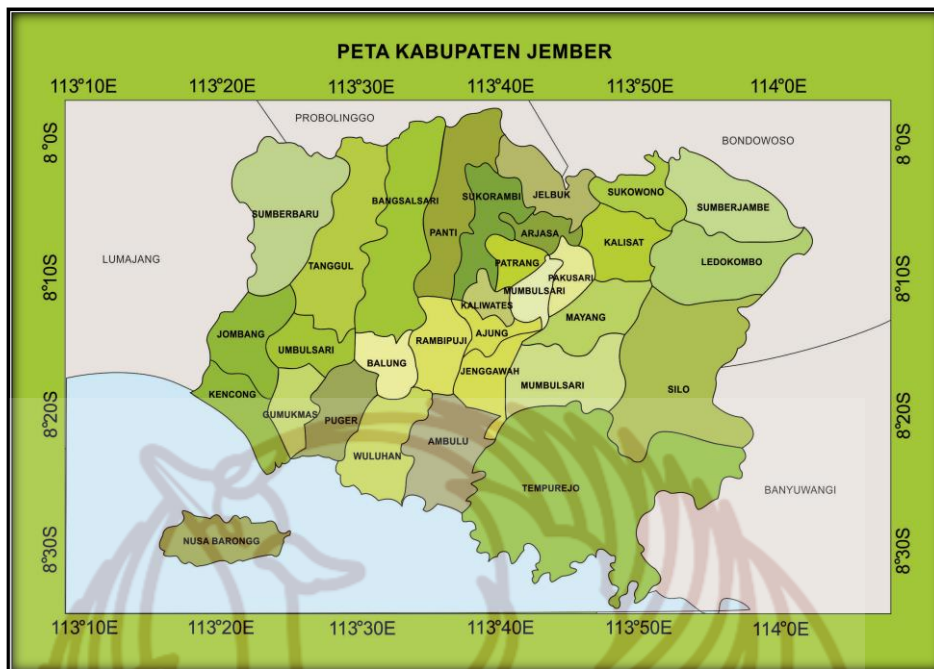 PETA KABUPATEN JEMBER
113°10E 113°20E 113°30E 113°40E 113°50E 114°0E
PROBOLINGGO
8°0S 8°0S
BONDOWOSO
SUKORAMBI JELBUK SUKOWONO
BANGSALSARI SUMBERJAMBE
SUMBERBARU
PANTI ARJASA
KALISAT
LUMAJANG
TANGGUL PATRANG LEDOKOMBO
8°10S PAKUSARI 8°10S
MUMBULSARI
KALIWATES
MAYANG
JOMBANG AJUNG
RAMBIPUJI
UMBULSARI
BALUNG
JENGGAWAH
MUMBULSARI SILO
KENCONG
8°20S GUMUKMAS 8°20S
PUGER
AMBULU
WULUHAN
TEMPUREJO BANYUWANGI
8°30S NUSA BARONGG 8°30S
113°10E 113°20E 113°30E 113°40E 113°50E 114°0E